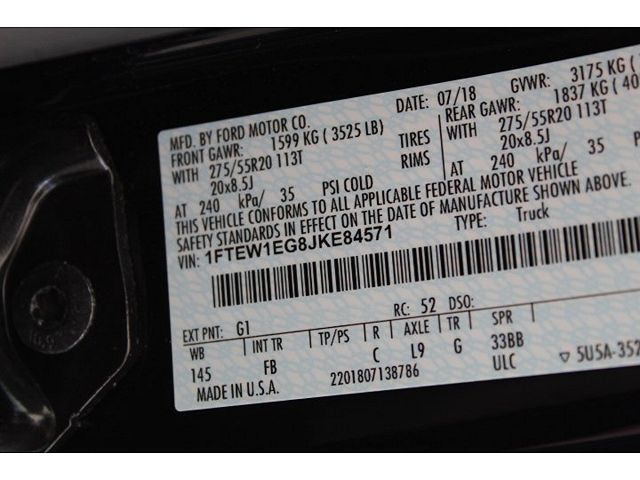 MFD. BY FORD MOTOR CO. DATE: 07/18 GVWR: 3175 KG (
FRONT GAWR: 1599 KG ( 3525 LB) REAR GAWR: 1837 KG ( 40
WITH 275/55R20 113T TIRES WITH 275/55R20 113T
20x8.5J RIMS 20x8.5J
AT 240 kPa/ 35 PSI COLD AT 240 kPa/ 35
THIS VEHICLE CONFORMS TO ALL APPLICABLE FEDERAL MOTOR VEHICLE
SAFETY STANDARDS IN EFFECT ON THE DATE OF MANUFACTURE SHOWN ABOVE.
VIN: 1FTEW1EG8JKE84571 TYPE: Truck
EXT PNT: G1 RC: 52 DSO:
WB INT TR TP/PS R AXLE TR SPR
145 FB C L9 G 33BB
MADE IN U.S.A. 2201807138786 ULC 5U5A-352